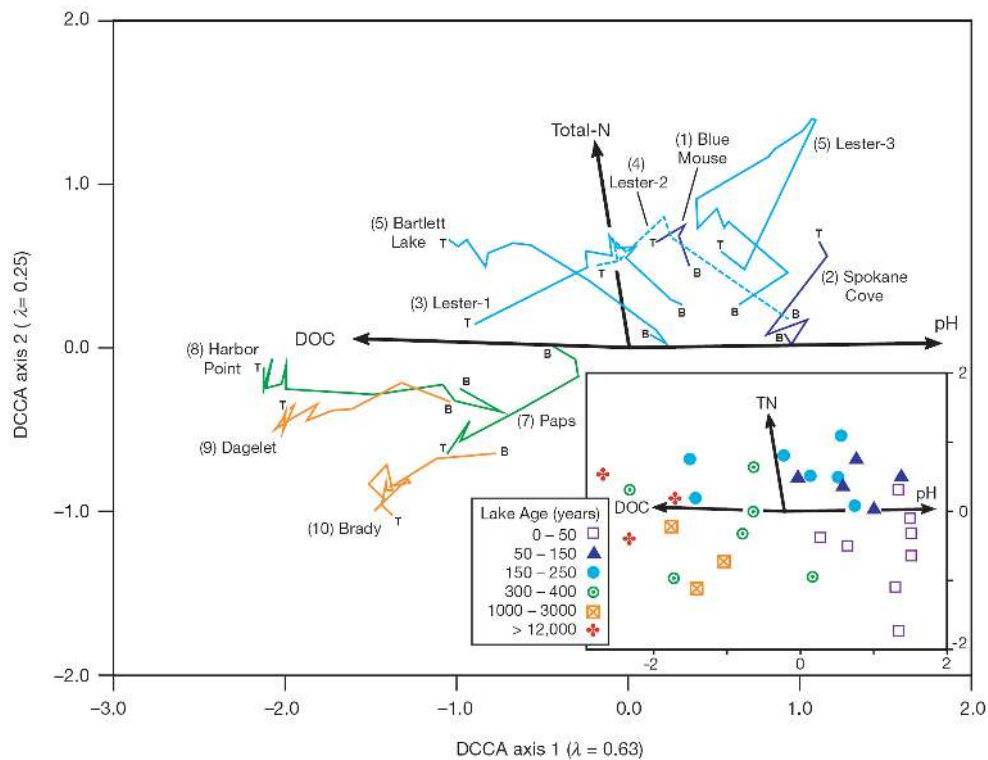 2.0
1.0
0.0
−1.0
−2.0
−3.0
−2.0
−1.0
0.0
1.0
2.0
DCCA axis 2 ( λ= 0.25)
DCCA axis 1 (λ = 0.63)
Total-N
(1) Blue
Mouse
(4)
Lester-2
(5) Lester-3
(5) Bartlett
Lake
T
T
T
T
T
B
B
B
B
B
B
(2) Spokane
Cove
(3) Lester-1
DOC
pH
(8) Harbor
Point
T
B
B
T
B
(9) Dagelet
(7) Paps
T
B
(10) Brady
T
TN
DOC
pH
2
0
-2
-2
0
2
Lake Age (years)
0 – 50
50 – 150
150 – 250
300 – 400
1000 – 3000
> 12,000